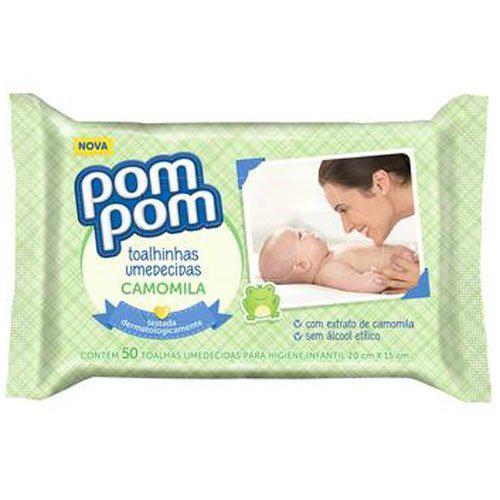 NOVA
pom
pom
toalhinhas
umedecidas
CAMOMILA
testada
dermatologicamente
com extrato de camomila
sem álcool etílico
CONTÉM 50 TOALHAS UMEDECIDAS PARA HIGIENE INFANTIL 20 cm X 15 cm